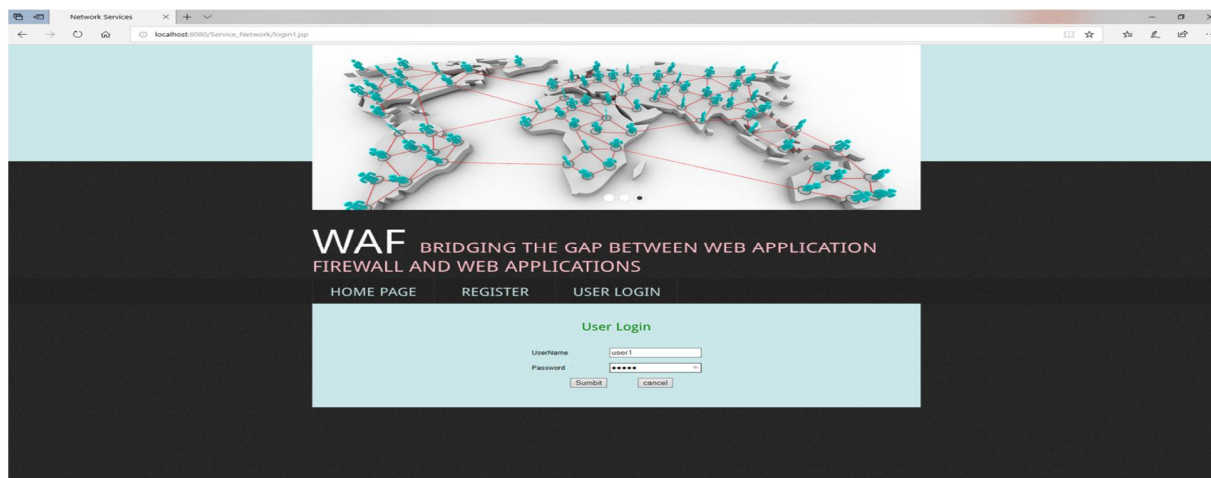 Network Services
localhost:8080/Service_Network/login1.jsp
WAF BRIDGING THE GAP BETWEEN WEB APPLICATION
FIREWALL AND WEB APPLICATIONS
HOME PAGE REGISTER USER LOGIN
User Login
UserName user1
Password •••••
Sumbit cancel